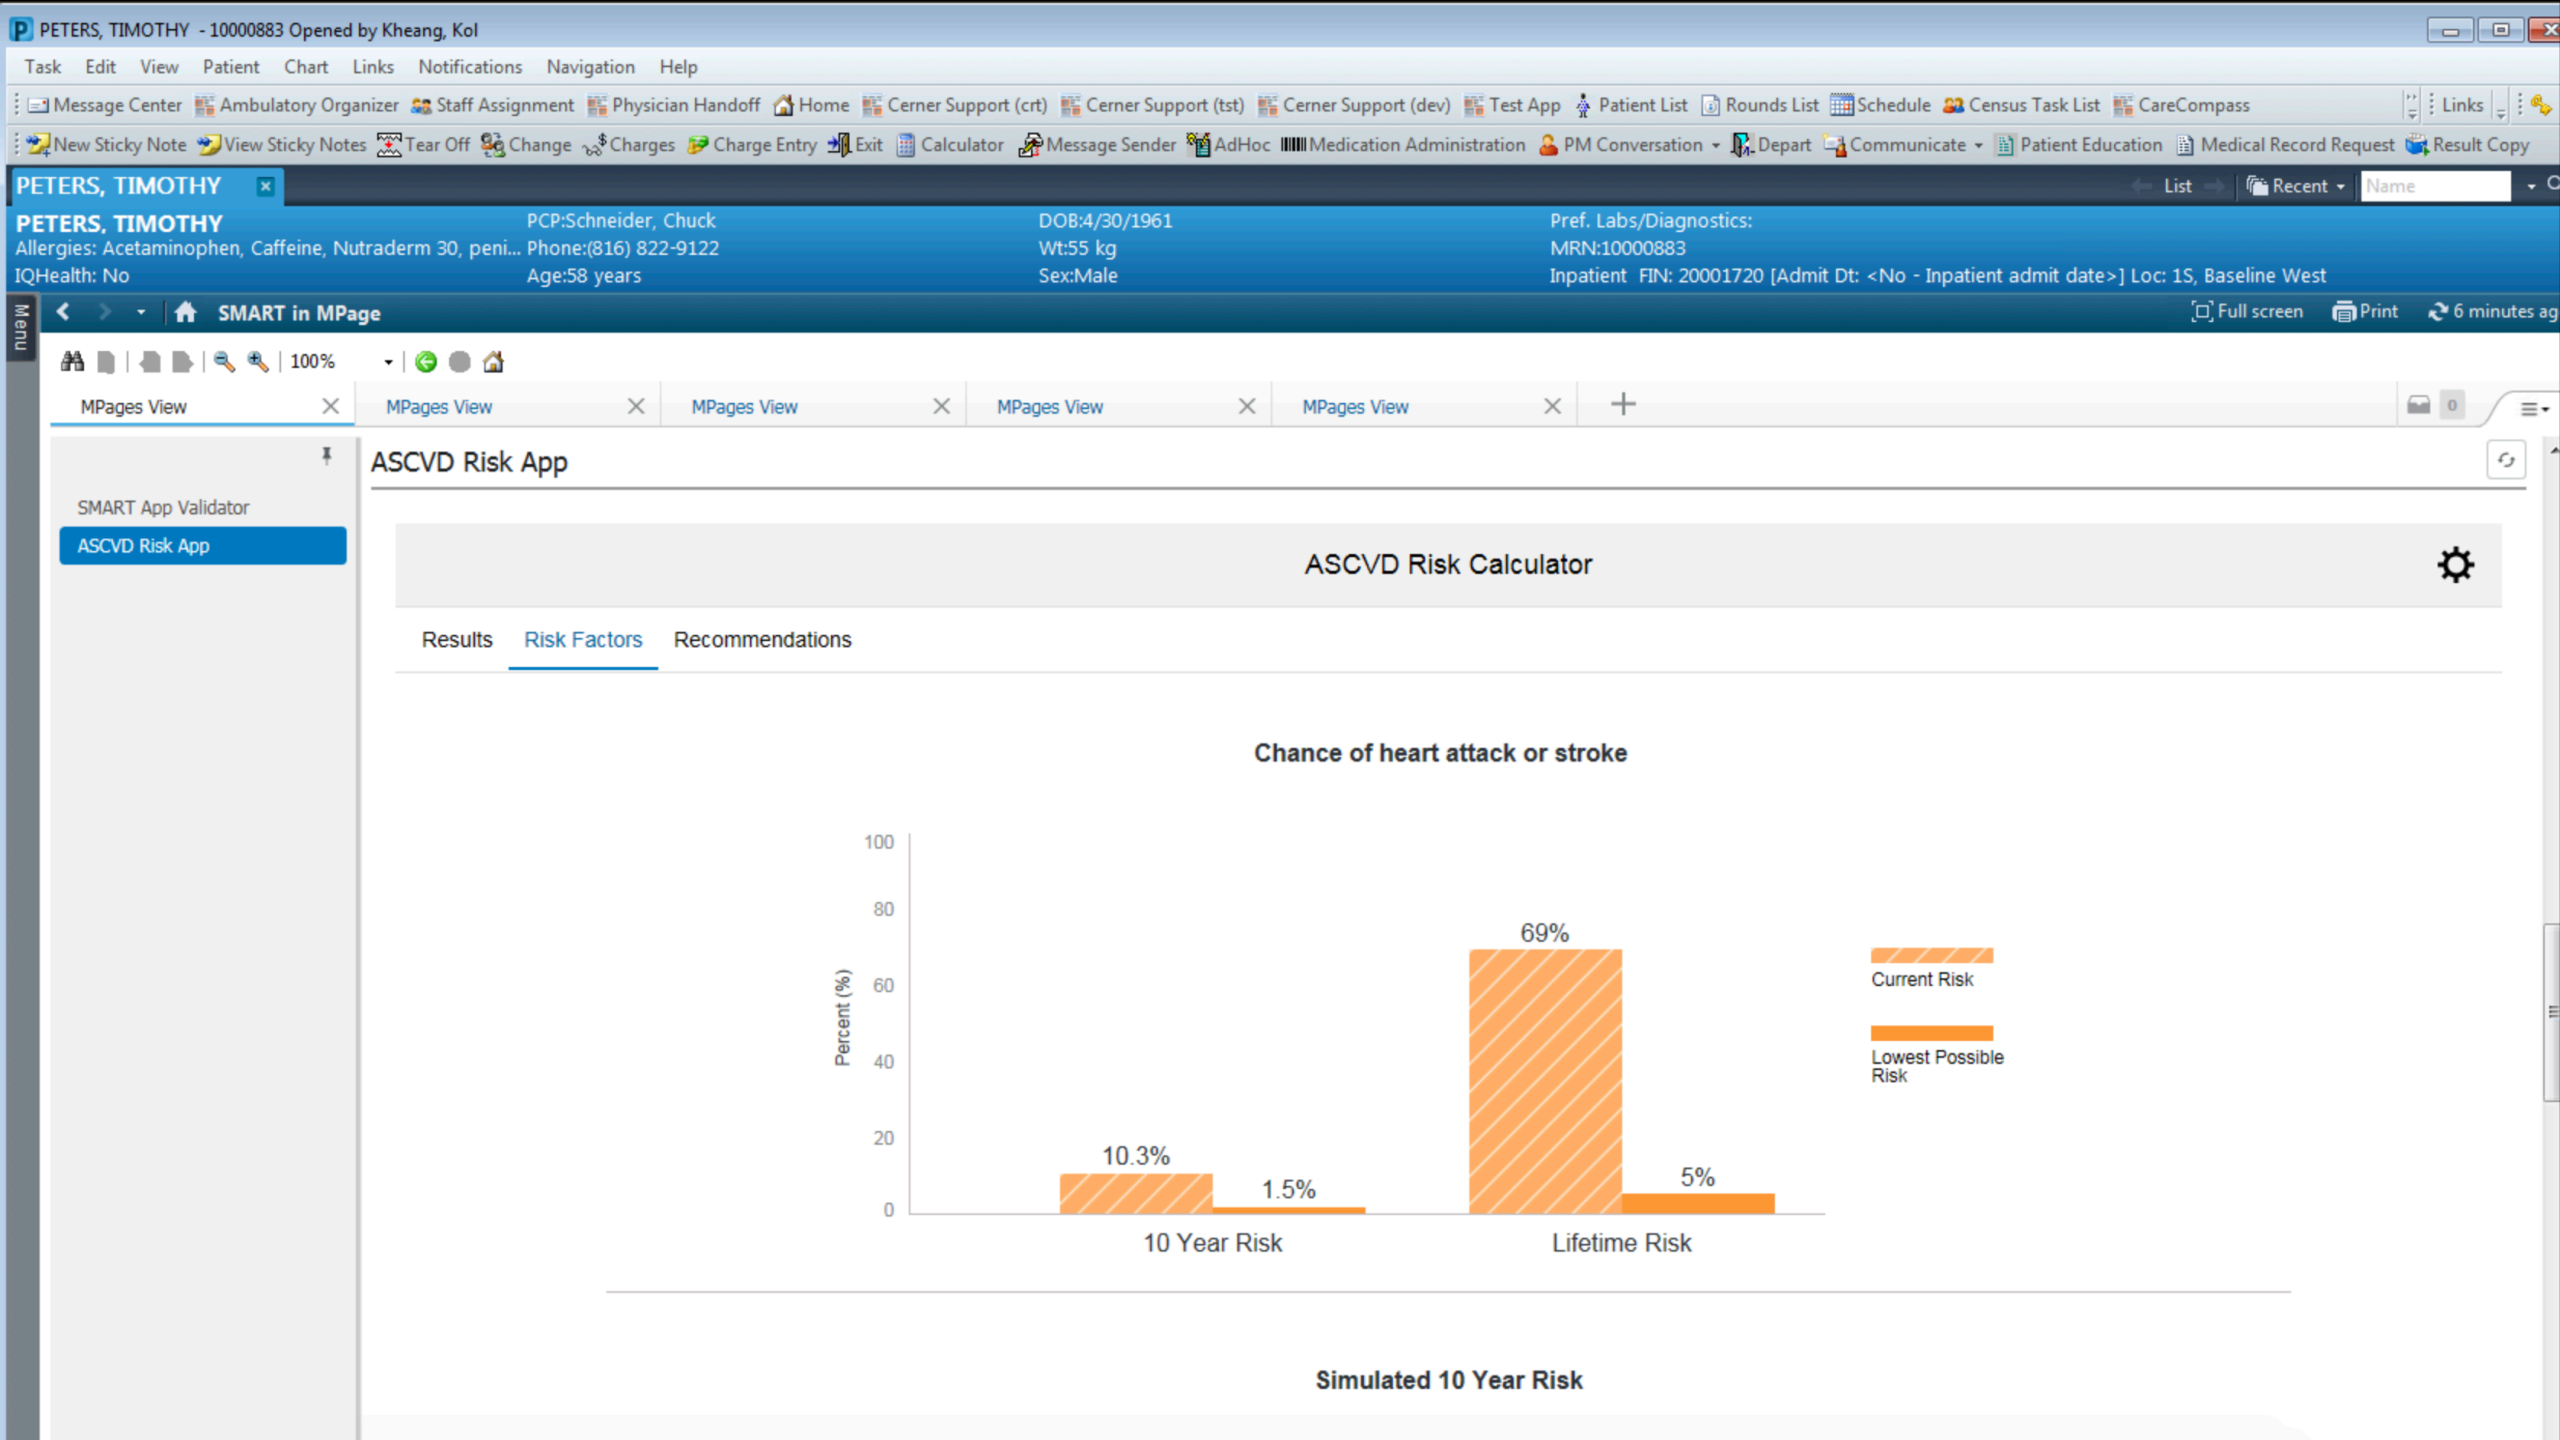 PETERS, TIMOTHY - 10000883 Opened by Kheang, Kol
Task Edit View Patient Chart Links Notifications Navigation Help
Message Center Ambulatory Organizer Staff Assignment Physician Handoff Home Cerner Support (crt) Cerner Support (tst) Cerner Support (dev) Test App Patient List Rounds List Schedule Census Task List CareCompass Links
New Sticky Note View Sticky Notes Tear Off Change Charges Charge Entry Exit Calculator Message Sender AdHoc Medication Administration PM Conversation Depart Communicate Patient Education Medical Record Request Result Copy
PETERS, TIMOTHY List Recent Name
PETERS, TIMOTHY PCP:Schneider, Chuck DOB:4/30/1961 Pref. Labs/Diagnostics:
Allergies: Acetaminophen, Caffeine, Nutraderm 30, peni... Phone:(816) 822-9122 Wt:55 kg MRN:10000883
IQHealth: No Age:58 years Sex:Male Inpatient FIN: 20001720 [Admit Dt: <No - Inpatient admit date>] Loc: 1S, Baseline West
Menu
SMART in MPage Full screen Print 6 minutes ag
100%
MPages View MPages View MPages View MPages View MPages View 0
ASCVD Risk App
SMART App Validator
ASCVD Risk App
ASCVD Risk Calculator
Results Risk Factors Recommendations
Chance of heart attack or stroke
100
80
60
40
20
0
Percent (%)
10.3%
1.5%
69%
5%
10 Year Risk Lifetime Risk
Current Risk
Lowest Possible
Risk
Simulated 10 Year Risk